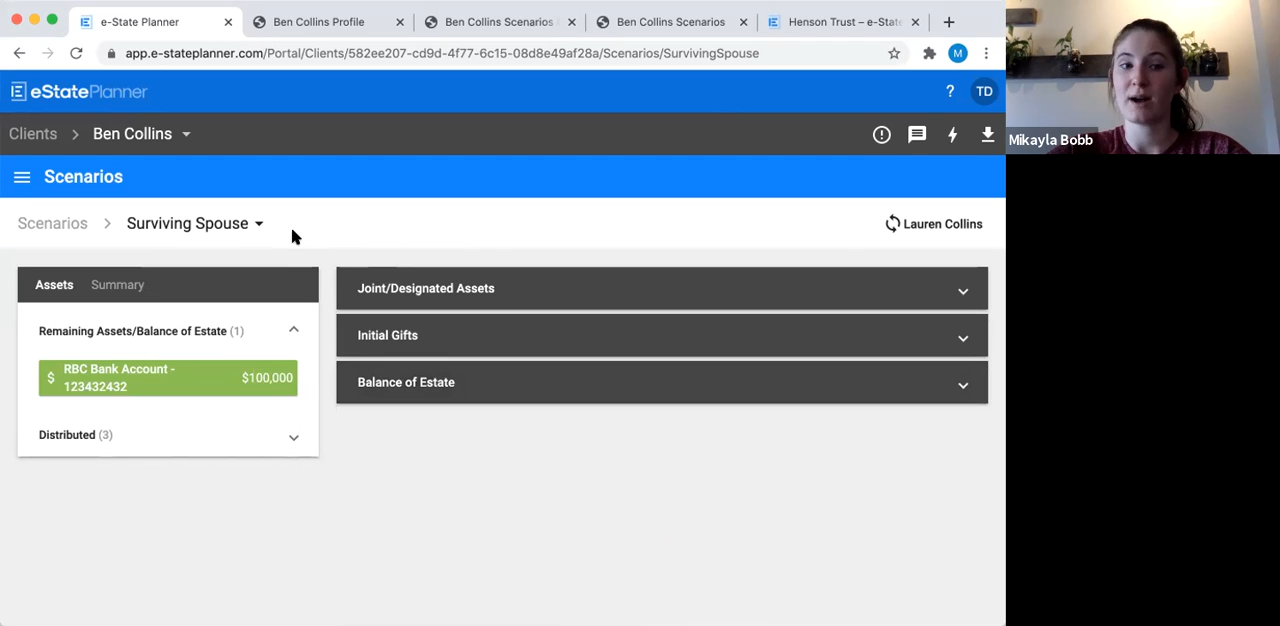 e-State Planner
Ben Collins Profile
Ben Collins Scenarios
Ben Collins Scenarios
Henson Trust – e-State
app.e-stateplanner.com/Portal/Clients/582ee207-cd9d-4f77-6c15-08d8e49af28a/Scenarios/SurvivingSpouse
M
eStatePlanner
?
TD
Clients > Ben Collins
Mikayla Bobb
Scenarios
Scenarios > Surviving Spouse
Lauren Collins
Assets Summary
Remaining Assets/Balance of Estate (1)
$ RBC Bank Account -
123432432
$100,000
Distributed (3)
Joint/Designated Assets
Initial Gifts
Balance of Estate